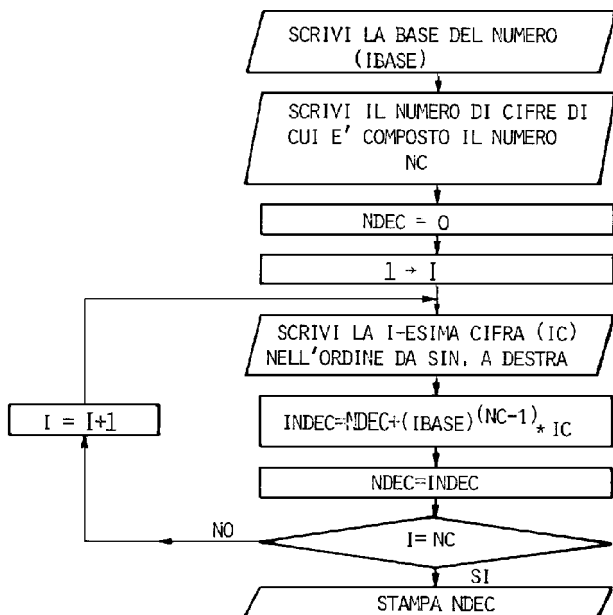 SCRIVI LA BASE DEL NUMERO
(IBASE)
SCRIVI IL NUMERO DI CIFRE DI
CUI E' COMPOSTO IL NUMERO
NC
NDEC = 0
1 → I
SCRIVI LA I-ESIMA CIFRA (IC)
NELL'ORDINE DA SIN. A DESTRA
I = I+1
INDEC=NDEC+(IBASE)^(NC-1) * IC
NDEC=INDEC
NO
I= NC
SI
STAMPA NDEC